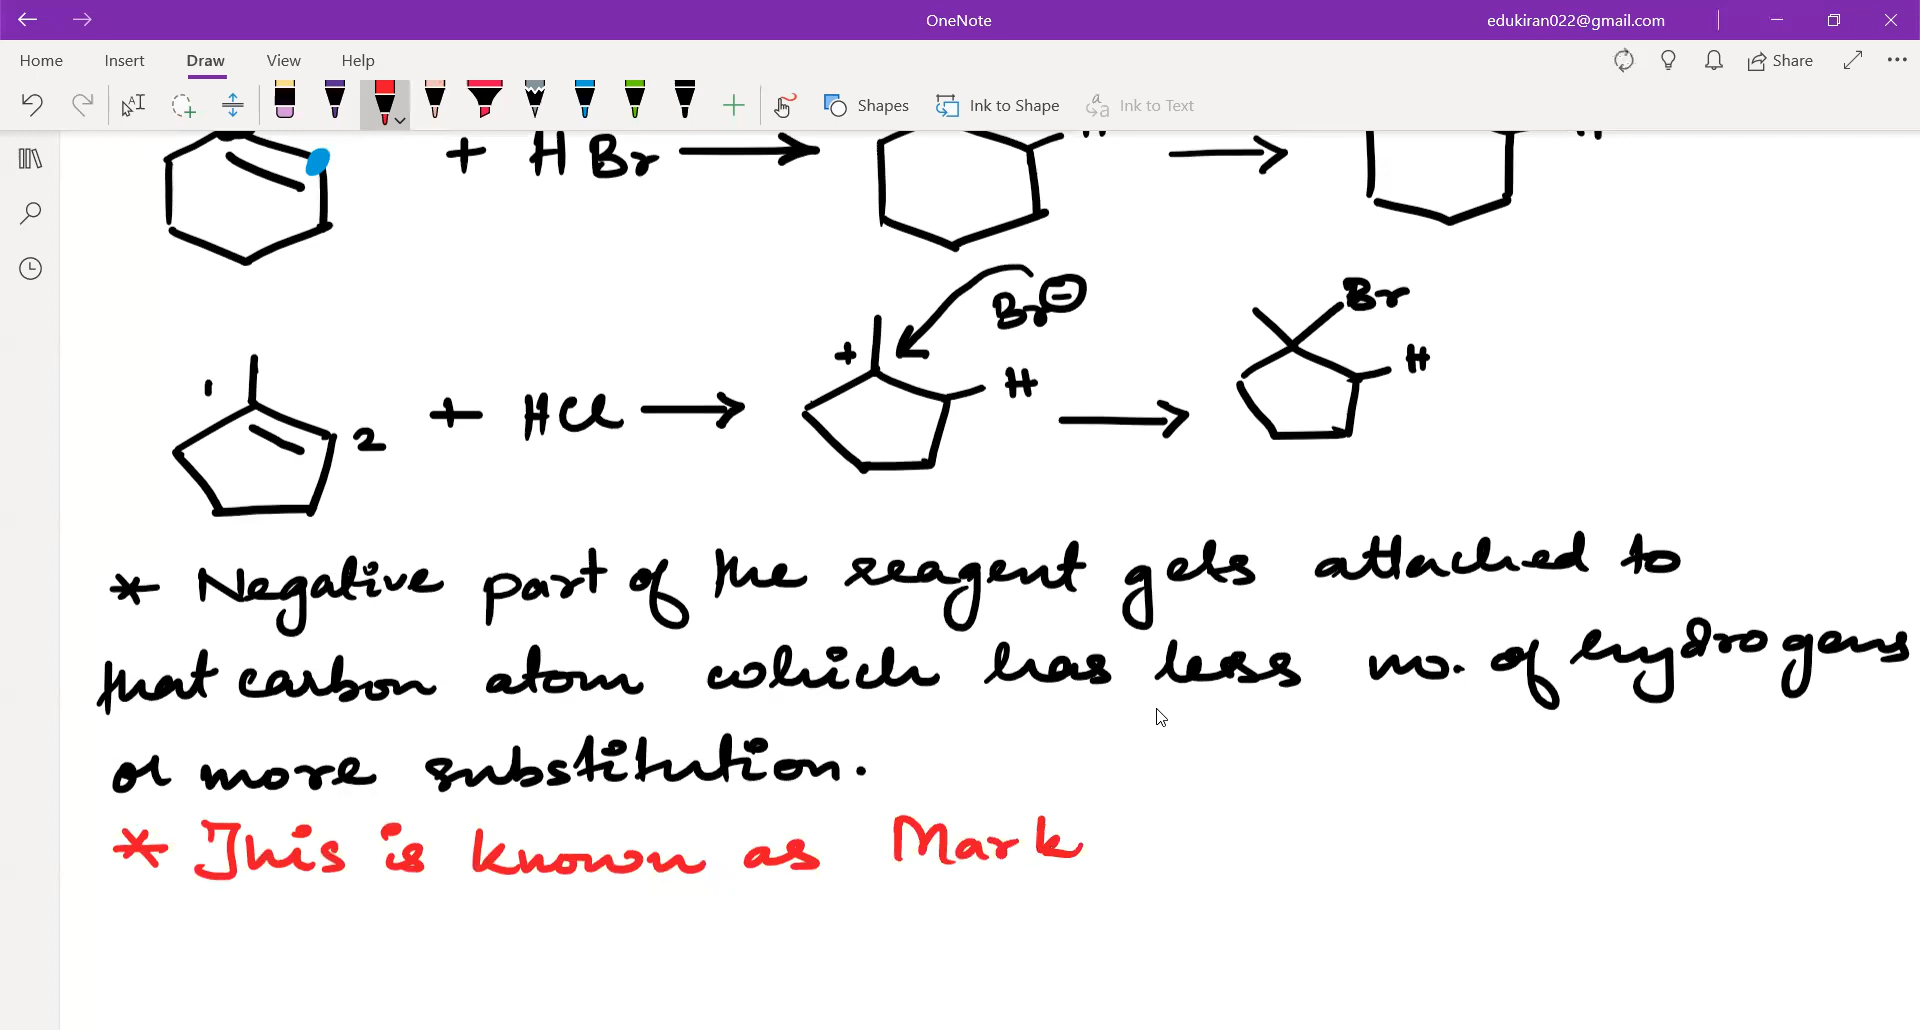 OneNote
edukiran022@gmail.com
Home Insert Draw View Help
Share
Shapes Ink to Shape Ink to Text
+ HBr
H H
Br
Br ⊖
+
H
H
1
2
+ HCl
* Negative part of the reagent gets attached to
that carbon atom which has less no. of hydrogens
or more substitution.
* This is known as Mark